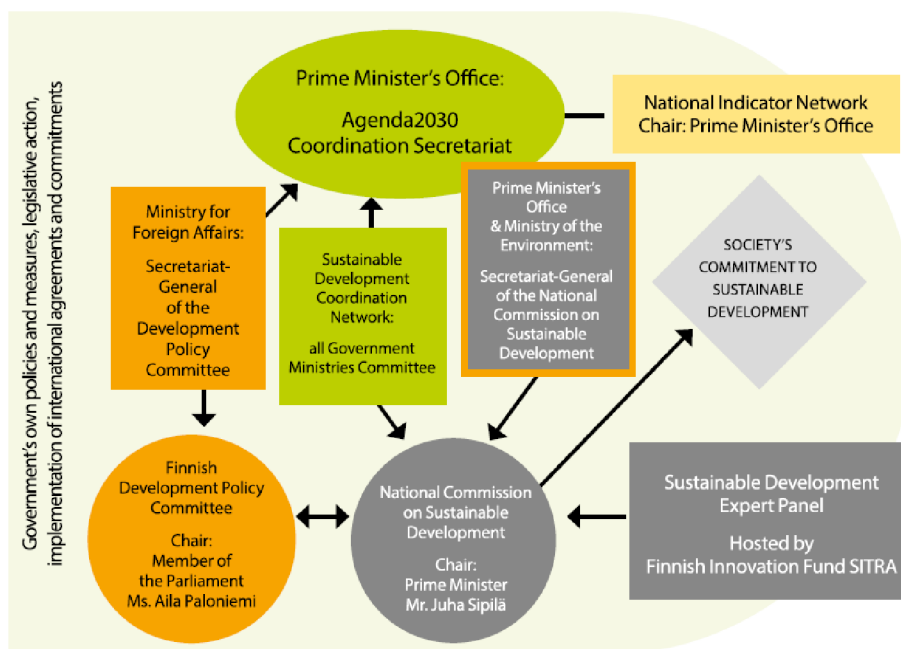 Government's own policies and measures, legislative action,
implementation of international agreements and commitments
Prime Minister's Office:
Agenda2030
Coordination Secretariat
National Indicator Network
Chair: Prime Minister's Office
Ministry for
Foreign Affairs:
Secretariat-
General
of the
Development
Policy
Committee
Sustainable
Development
Coordination
Network:
all Government
Ministries Committee
Prime Minister's
Office
& Ministry of the
Environment:
Secretariat-General
of the National
Commission on
Sustainable
Development
SOCIETY'S
COMMITMENT TO
SUSTAINABLE
DEVELOPMENT
Finnish
Development Policy
Committee
Chair:
Member of
the Parliament
Ms. Aila Paloniemi
National Commission
on Sustainable
Development
Chair:
Prime Minister
Mr. Juha Sipilä
Sustainable Development
Expert Panel
Hosted by
Finnish Innovation Fund SITRA